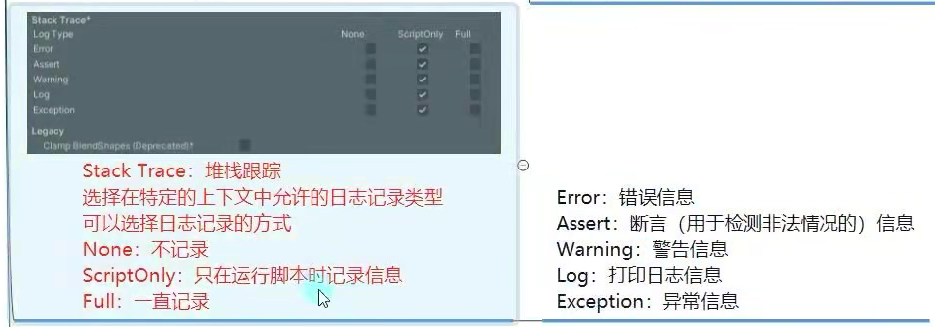 Stack Trace*
Log Type None ScriptOnly Full
Error
Assert
Warning
Log
Exception
Legacy
Clamp BlendShapes (Deprecated)*
Stack Trace：堆栈跟踪
选择在特定的上下文中允许的日志记录类型
可以选择日志记录的方式
None：不记录
ScriptOnly：只在运行脚本时记录信息
Full：一直记录
Error：错误信息
Assert：断言（用于检测非法情况的）信息
Warning：警告信息
Log：打印日志信息
Exception：异常信息